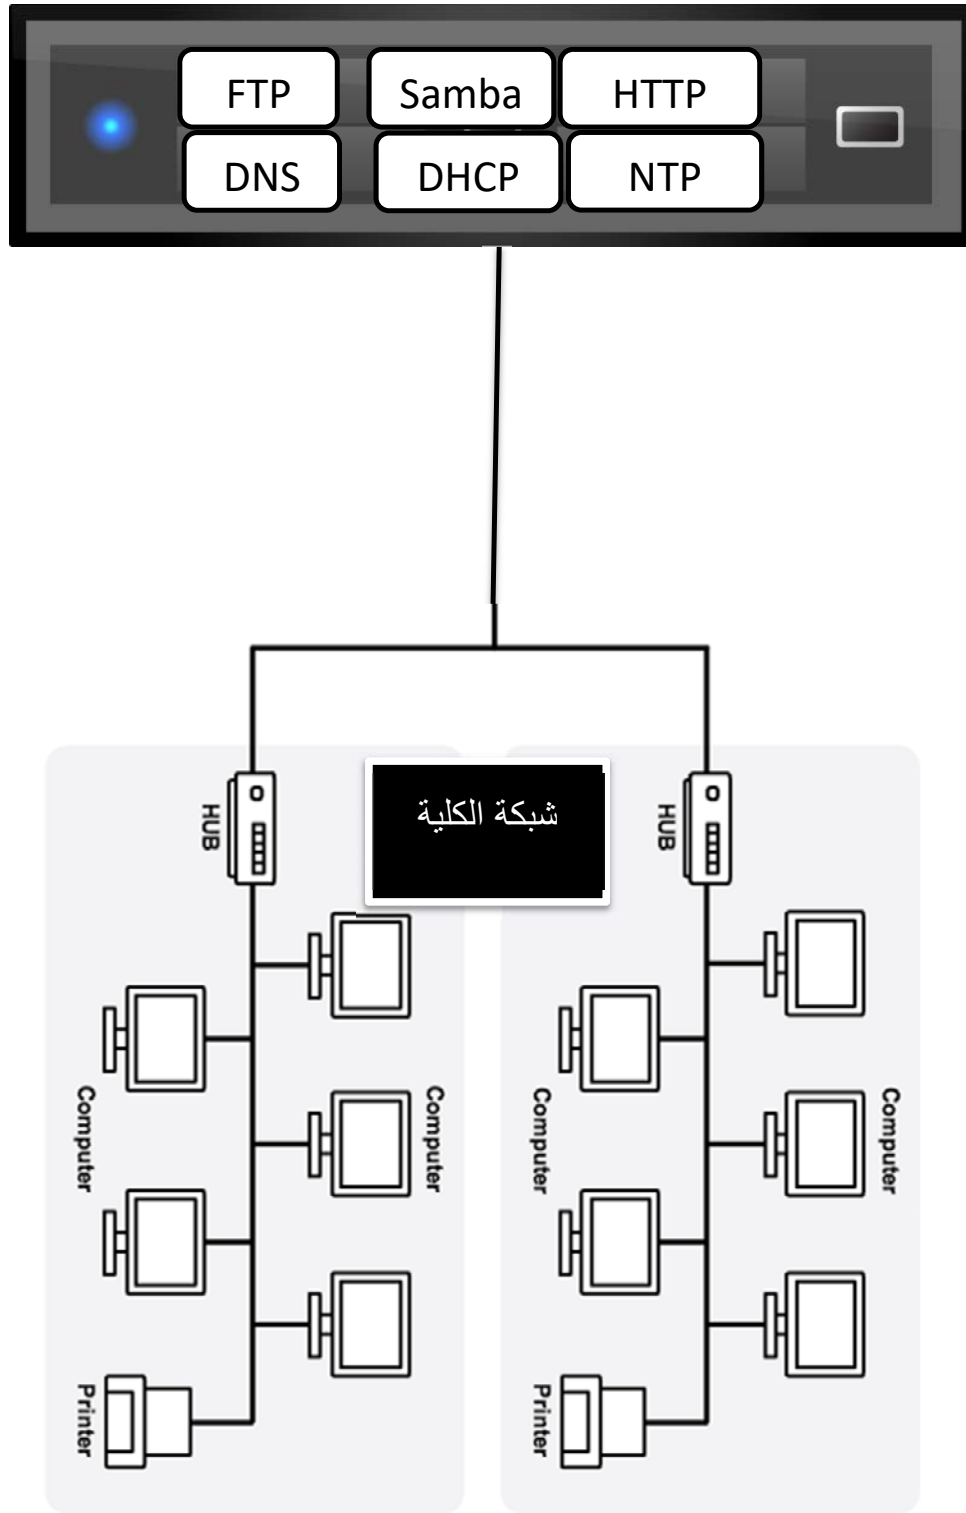 FTP
Samba
HTTP
DNS
DHCP
NTP
شبكة الكلية
HUB
HUB
Computer
Computer
Computer
Computer
Printer
Printer